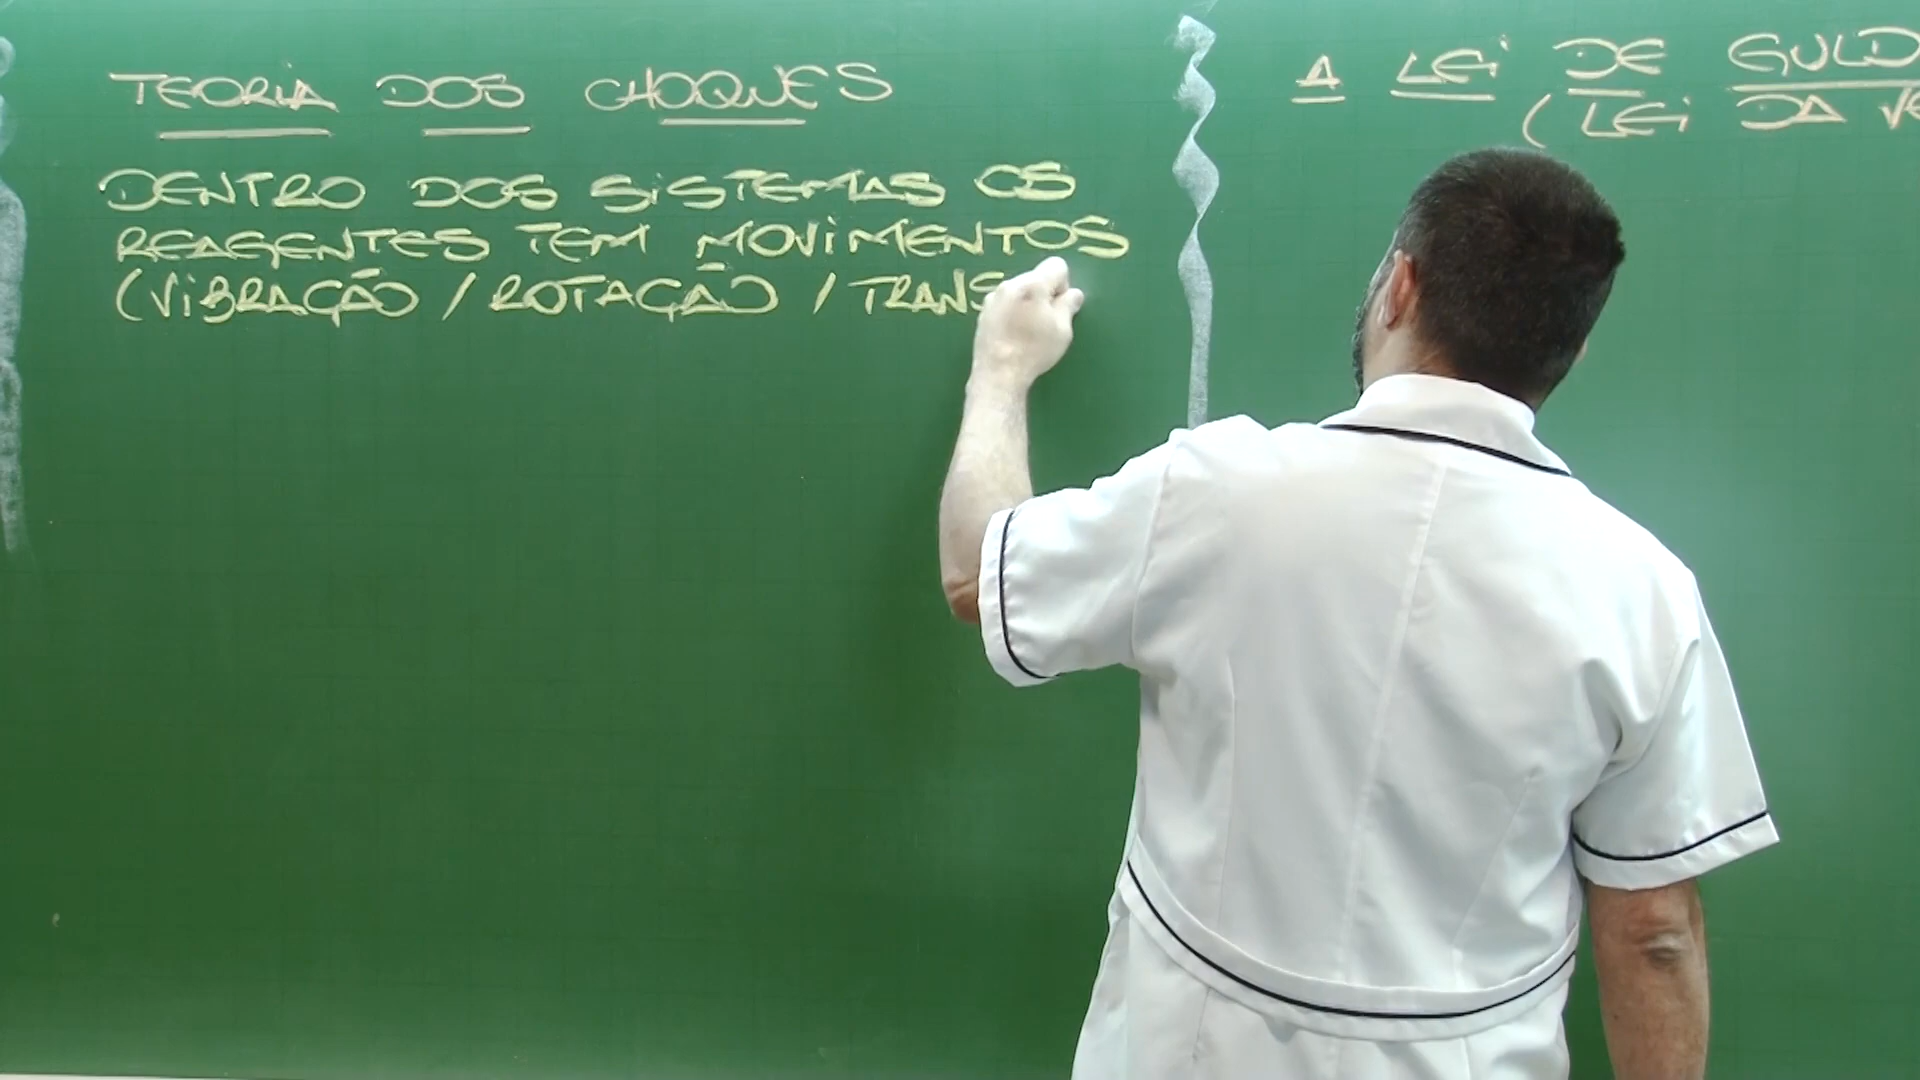 TEORIA DOS CHOQUES
DENTRO DOS SISTEMAS OS
REAGENTES TEM MOVIMENTOS
(VIBRAÇÃO / ROTAÇÃO / TRANS
A LEI DE GULD
(LEI DA VE